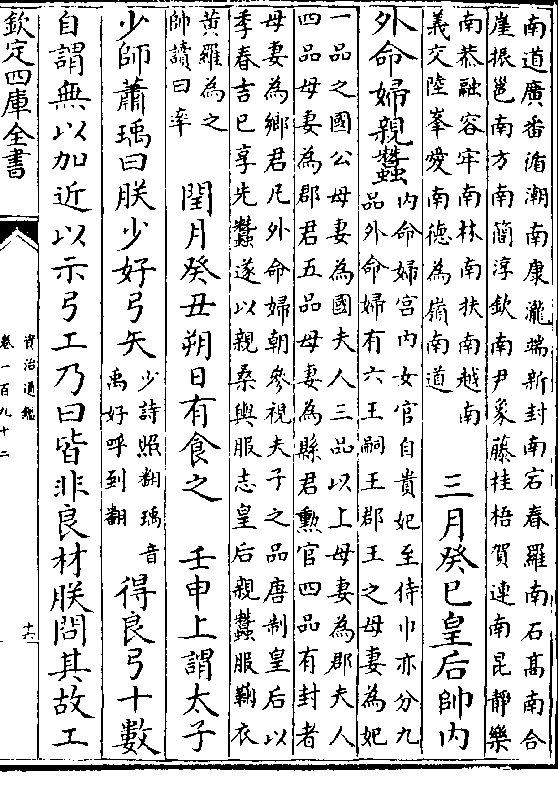 南道廣番循潮南康瀧端新封南宕春羅南石髙南合
崖振邕南方南簡淳欽南尹象藤桂梧賀連南昆靜樂
南恭融容牢南林南扶南越南
義交陸峯愛南德為嶺南道
三月癸巳皇后帥内
外命婦親蠶
内命婦宮内女官自貴妃至侍巾亦分九
品外命婦有六王嗣王郡王之母妻為妃
一品之國公母妻為國夫人三品以上母妻為郡夫人
四品母妻為郡君五品母妻為縣君勲官四品有封者
母妻為鄉君凡外命婦朝參視夫子之品唐制皇后以
季春吉巳享先蠶遂以親桑輿服志皇后親蠶服鞠衣
黄羅為之
帥讀曰率
閏月癸丑朔日有食之
壬申上謂太子
少師蕭瑀曰朕少好弓矢
少詩照翻瑀音
禹好呼到翻
得良弓十數
自謂無以加近以示弓工乃曰皆非良材朕問其故工
欽定四庫全書
資治通鑑
卷一百九十二
十六